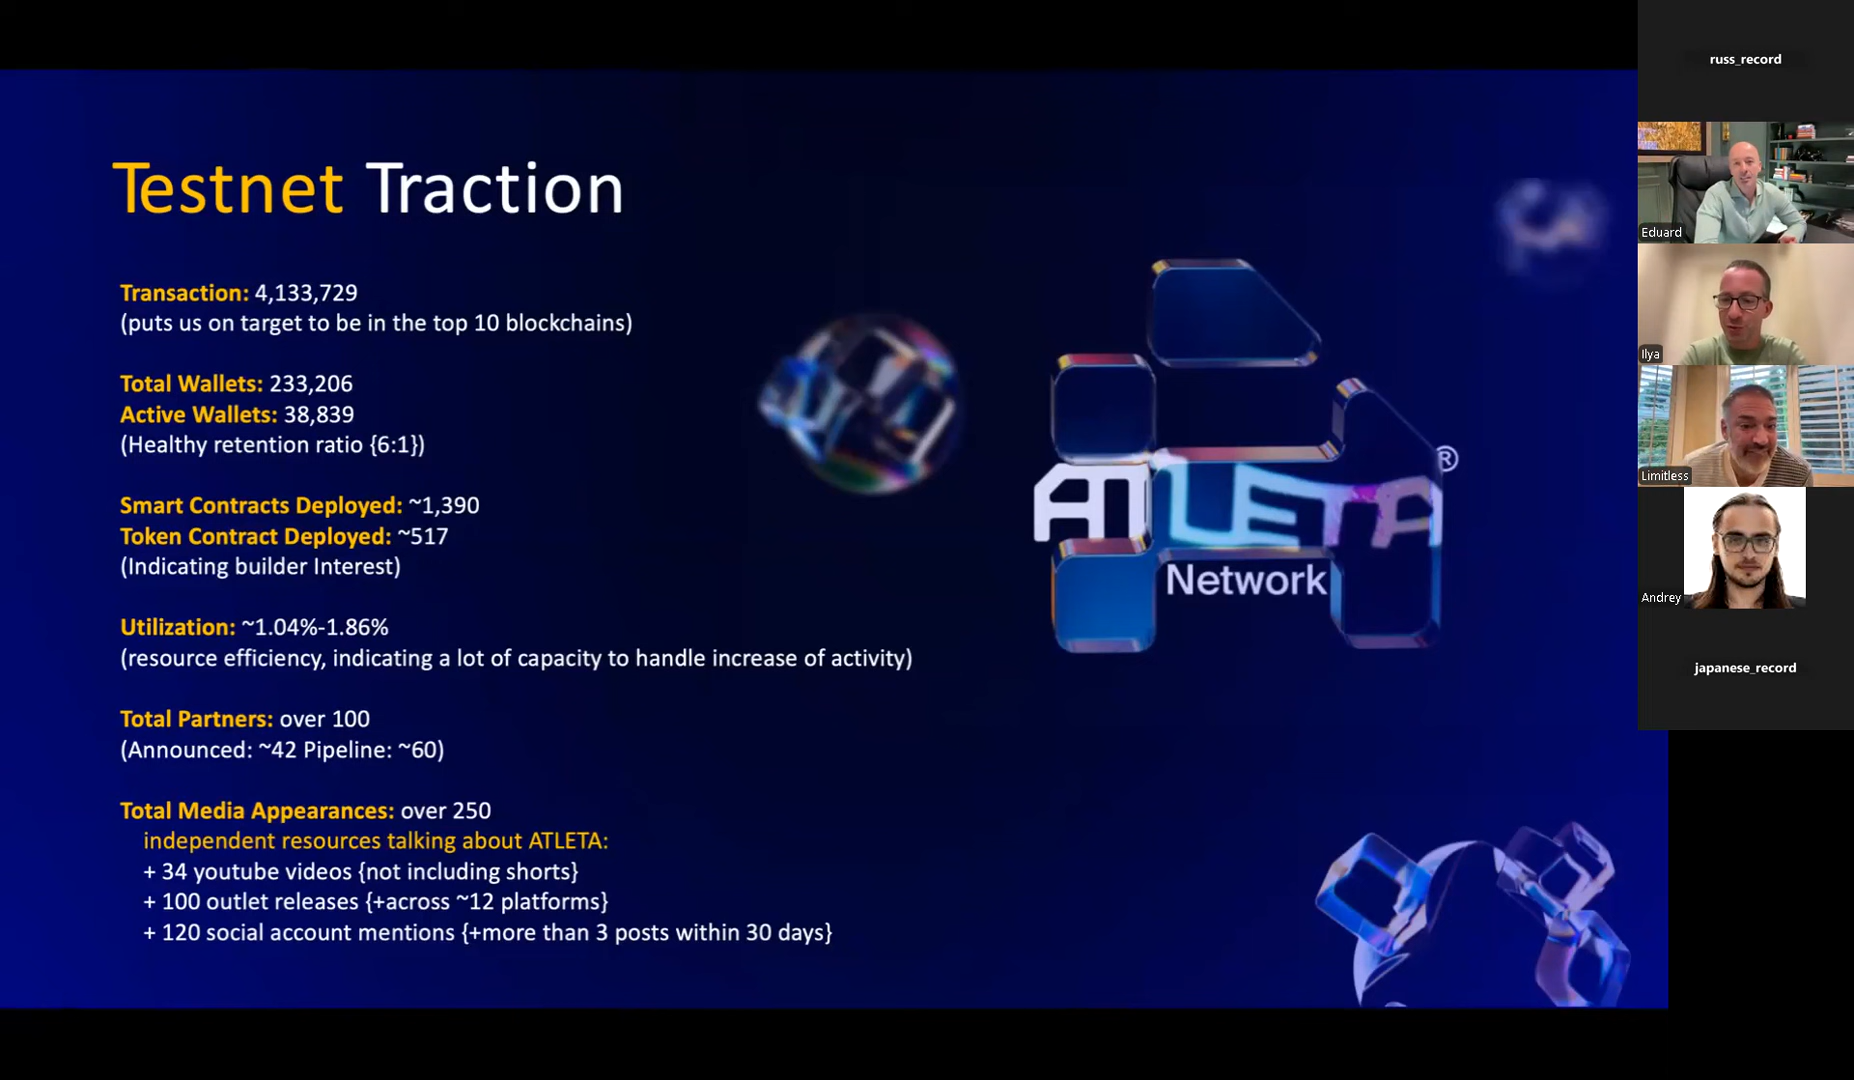 Testnet Traction
Transaction: 4,133,729
(puts us on target to be in the top 10 blockchains)
Total Wallets: 233,206
Active Wallets: 38,839
(Healthy retention ratio {6:1})
Smart Contracts Deployed: ~1,390
Token Contract Deployed: ~517
(Indicating builder Interest)
Utilization: ~1.04%-1.86%
(resource efficiency, indicating a lot of capacity to handle increase of activity)
Total Partners: over 100
(Announced: ~42 Pipeline: ~60)
Total Media Appearances: over 250
independent resources talking about ATLETA:
+ 34 youtube videos {not including shorts}
+ 100 outlet releases {+across ~12 platforms}
+ 120 social account mentions {+more than 3 posts within 30 days}
ATLETA ®
Network
russ_record
Eduard
Ilya
Limitless
Andrey
japanese_record